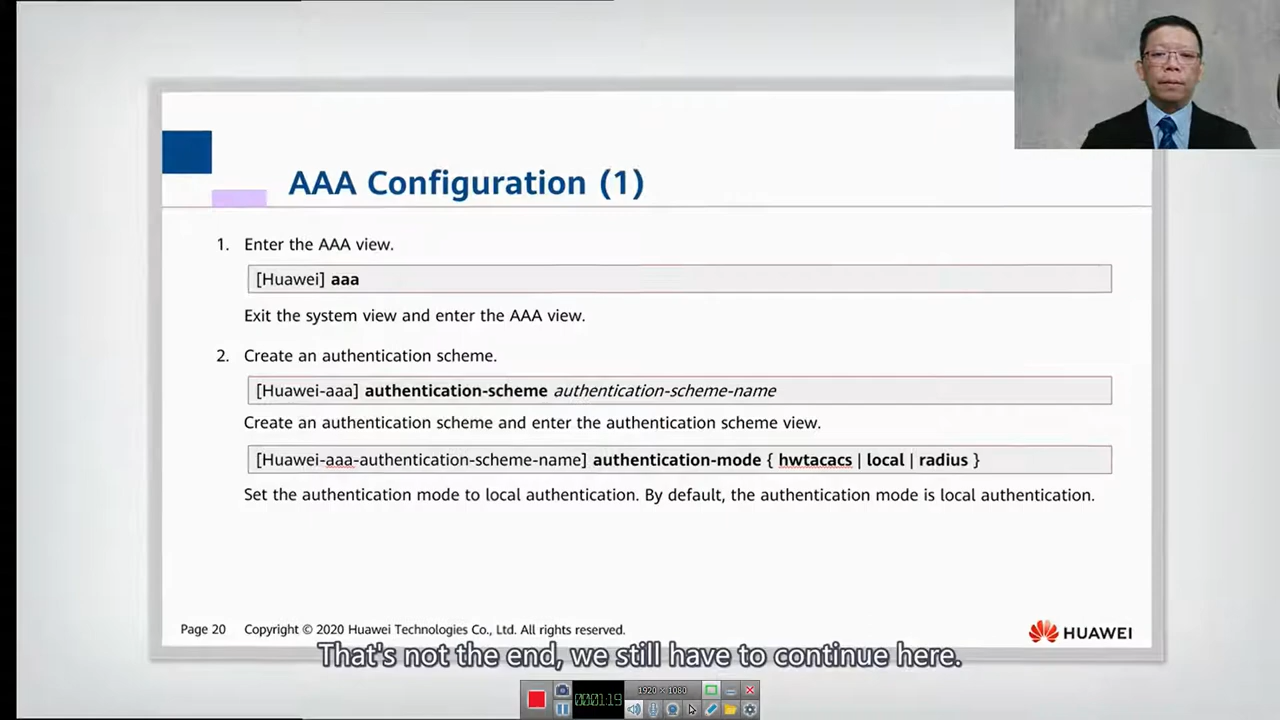 AAA Configuration (1)
1. Enter the AAA view.
[Huawei] aaa
Exit the system view and enter the AAA view.
2. Create an authentication scheme.
[Huawei-aaa] authentication-scheme authentication-scheme-name
Create an authentication scheme and enter the authentication scheme view.
[Huawei-aaa-authentication-scheme-name] authentication-mode { hwtacacs | local | radius }
Set the authentication mode to local authentication. By default, the authentication mode is local authentication.
Page 20 Copyright © 2020 Huawei Technologies Co., Ltd. All rights reserved.
HUAWEI
That's not the end, we still have to continue here.
000:01:19
1920 × 1080